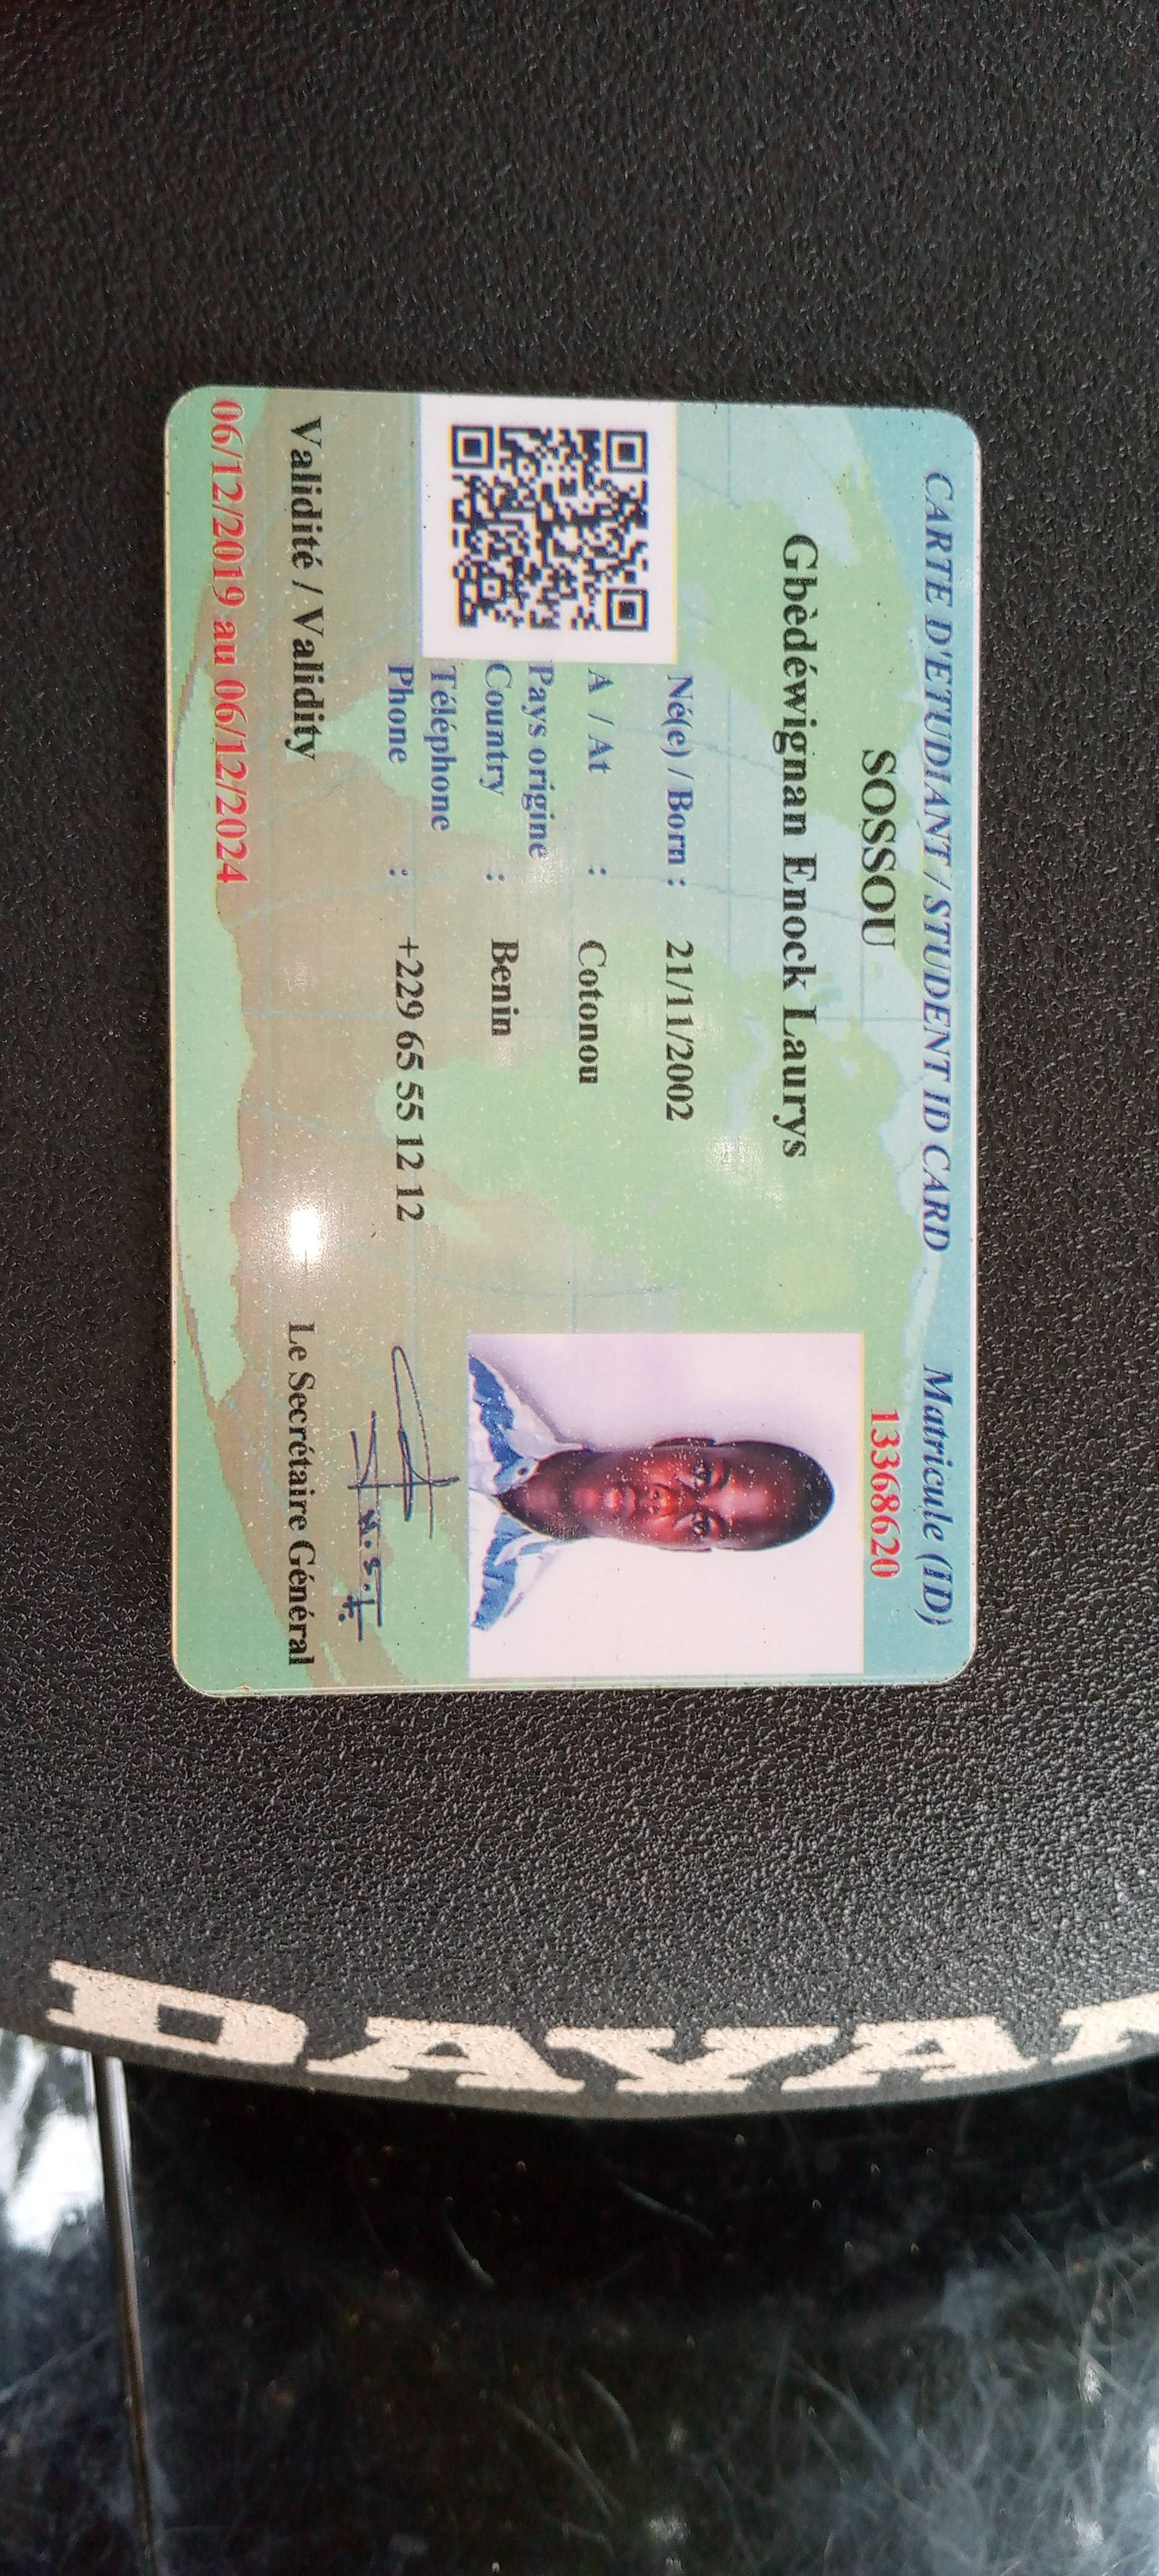 CARTE D'ETUDIANT / STUDENT ID CARD
Matricule (ID)
SOSSOU
1368620
Gbèdéwignan Enock Laurys
Né(e) / Born : 21/11/2002
A / At : Cotonou
Pays origine
Country : Benin
Téléphone
Phone : +229 65 55 12 12
Validité / Validity
Le Secrétaire Général
06/12/2019 au 06/12/2024